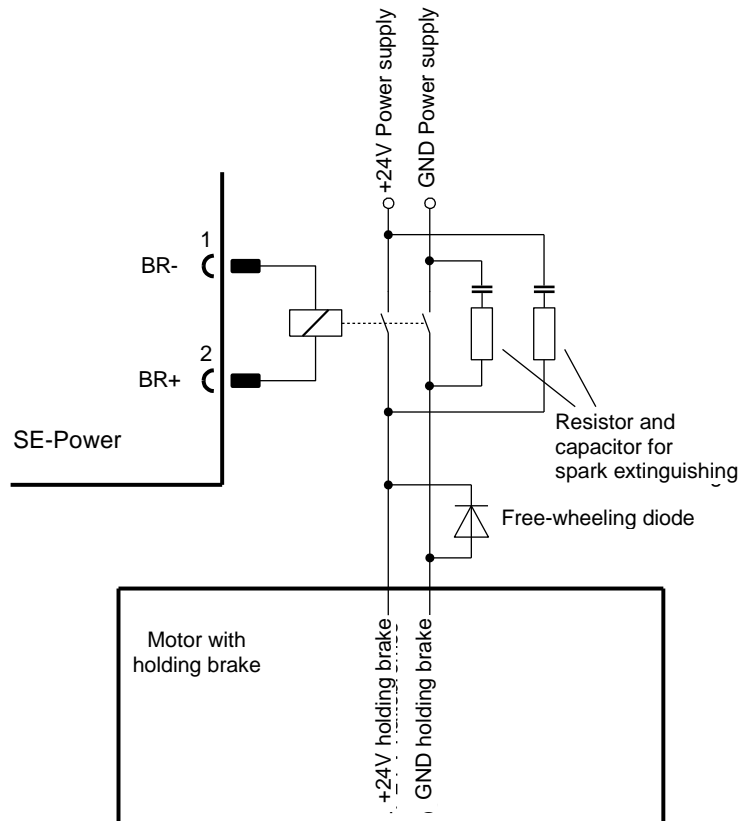 +24V Power supply
GND Power supply
1
BR-
2
BR+
SE-Power
Resistor and
capacitor for
spark extinguishing
Free-wheeling diode
Motor with
holding brake
+24V holding brake
GND holding brake